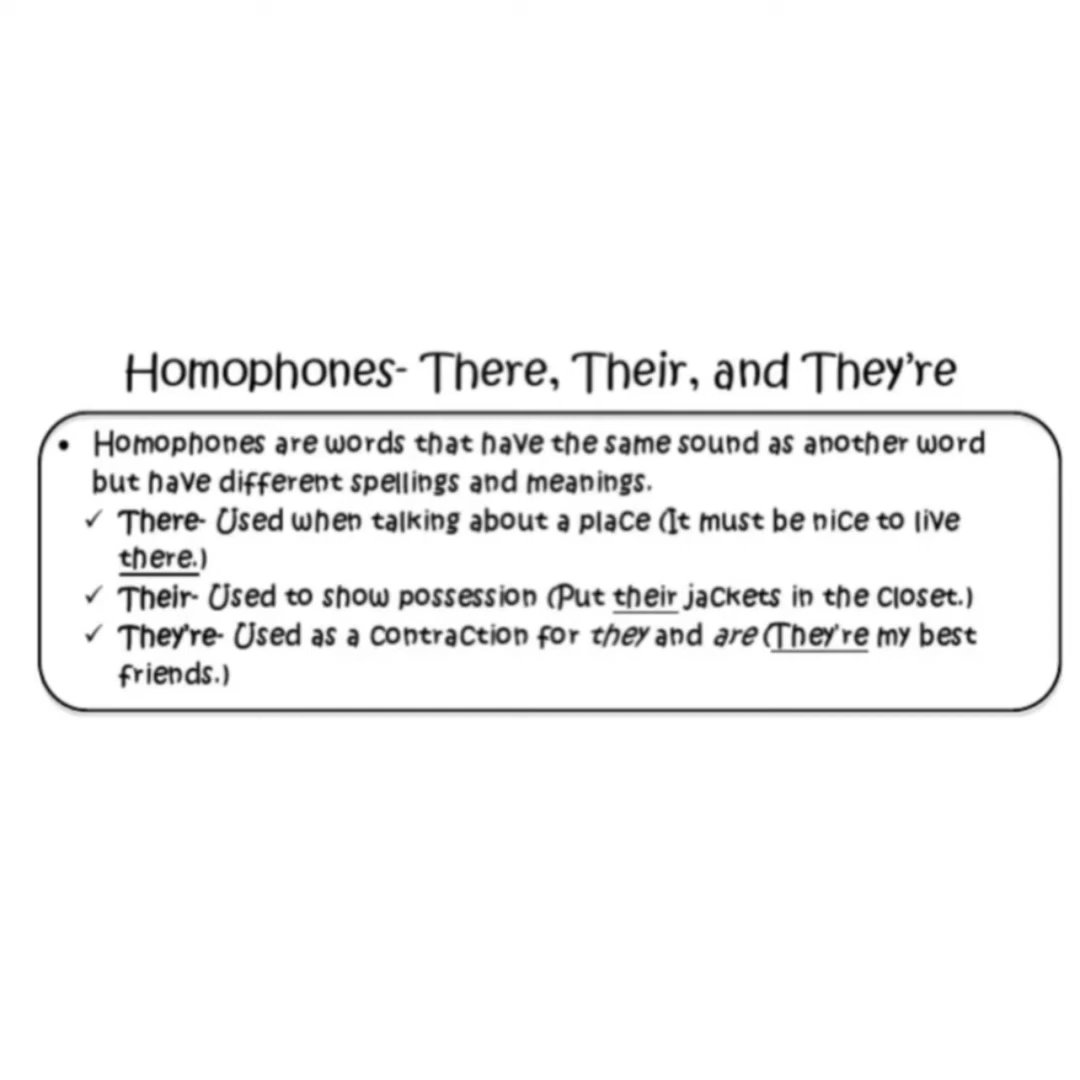 Homophones- There, Their, and They're
• Homophones are words that have the same sound as another word
but have different spellings and meanings.
✓ There- Used when talking about a place (It must be nice to live
there.)
✓ Their- Used to show possession (Put their jackets in the closet.)
✓ They're- Used as a contraction for they and are (They're my best
friends.)